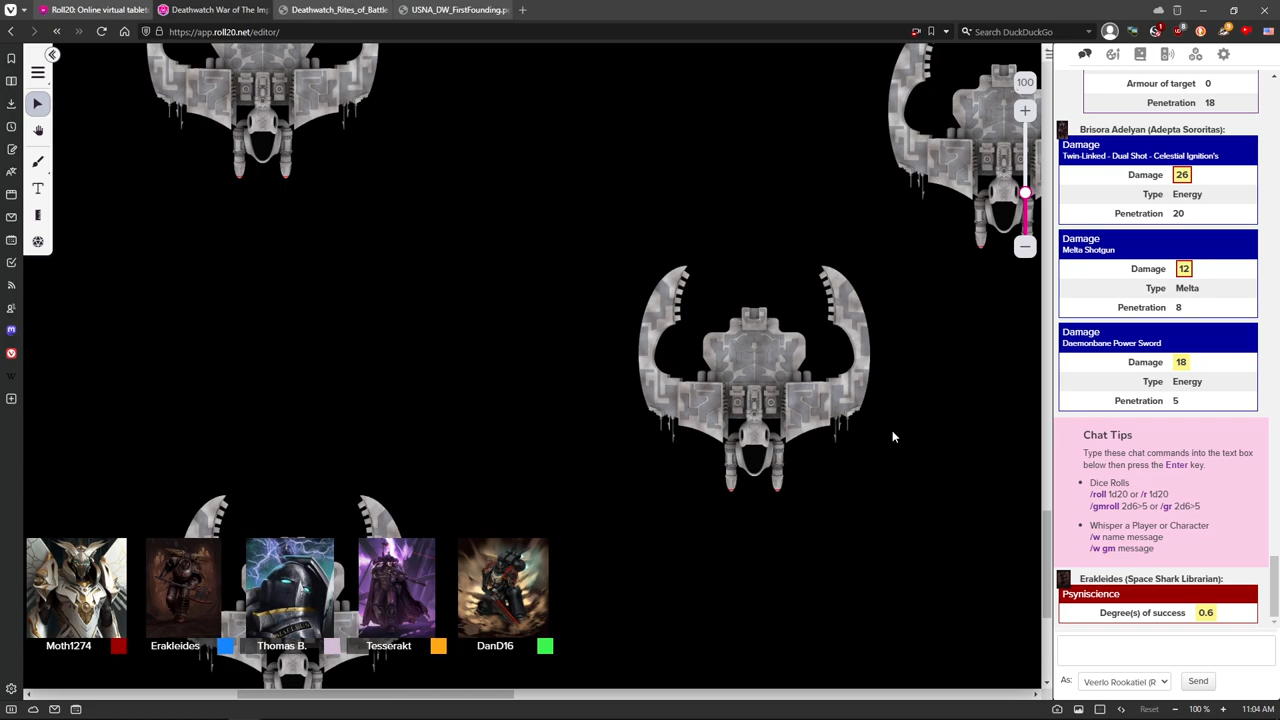 Roll20: Online virtual tablet
Deathwatch War of The Imp
Deathwatch_Rites_of_Battle
USNA_DW_FirstFounding.p
https://app.roll20.net/editor/
Search DuckDuckGo
100
Armour of target 0
Penetration 18
Brisora Adelyan (Adepta Sororitas):
Damage
Twin-Linked - Dual Shot - Celestial Ignition's
Damage 26
Type Energy
Penetration 20
Damage
Melta Shotgun
Damage 12
Type Melta
Penetration 8
Damage
Daemonbane Power Sword
Damage 18
Type Energy
Penetration 5
Chat Tips
Type these chat commands into the text box
below then press the Enter key.
Dice Rolls
/roll 1d20 or /r 1d20
/gmroll 2d6>5 or /gr 2d6>5
Whisper a Player or Character
/w name message
/w gm message
Erakleides (Space Shark Librarian):
Psyniscience
Degree(s) of success 0.6
Moth1274
Erakleides
Thomas B.
Tesserakt
DanD16
As: Veerlo Rookatiel (R
Send
Reset
100 %
11:04 AM